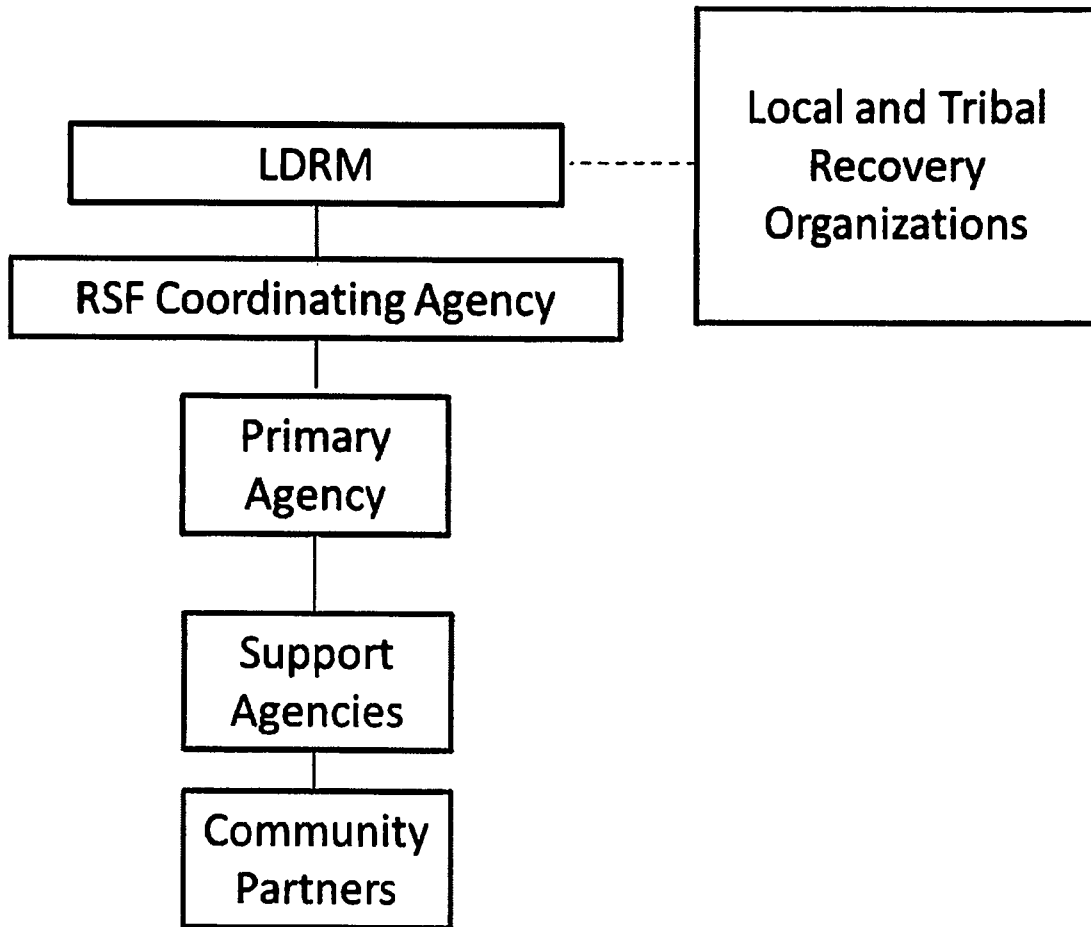 LDRM
Local and Tribal
Recovery
Organizations
RSF Coordinating Agency
Primary
Agency
Support
Agencies
Community
Partners